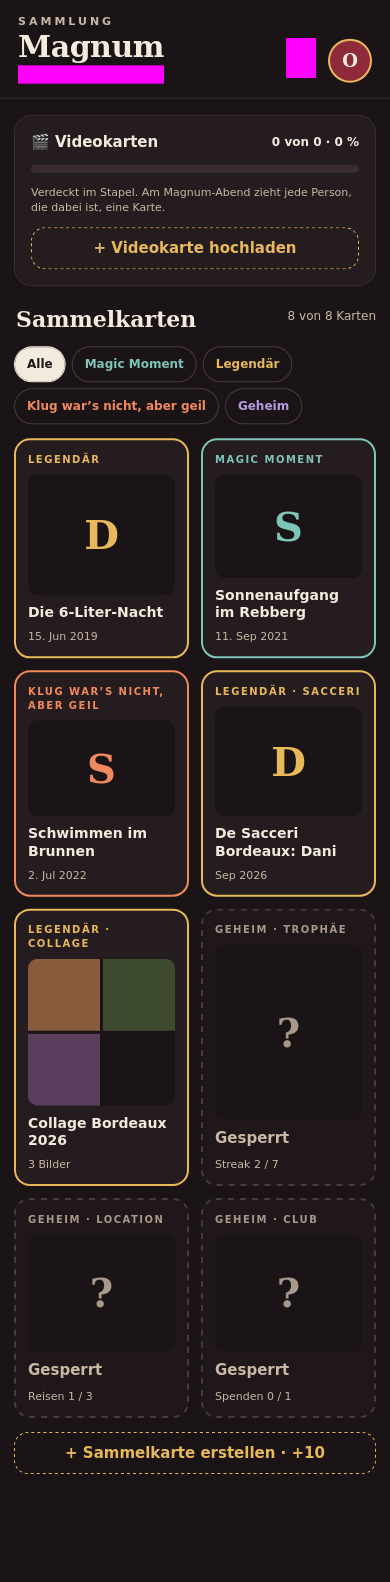 SAMMLUNG
Magnum
O
🎬 Videokarten
0 von 0 · 0 %
Verdeckt im Stapel. Am Magnum-Abend zieht jede Person,
die dabei ist, eine Karte.
+ Videokarte hochladen
Sammelkarten
8 von 8 Karten
Alle
Magic Moment
Legendär
Klug war’s nicht, aber geil
Geheim
LEGENDÄR
D
Die 6-Liter-Nacht
15. Jun 2019
MAGIC MOMENT
S
Sonnenaufgang
im Rebberg
11. Sep 2021
KLUG WAR’S NICHT,
ABER GEIL
S
Schwimmen im
Brunnen
2. Jul 2022
LEGENDÄR · SACCERI
D
De Sacceri
Bordeaux: Dani
Sep 2026
LEGENDÄR ·
COLLAGE
Collage Bordeaux
2026
3 Bilder
GEHEIM · TROPHÄE
?
Gesperrt
Streak 2 / 7
GEHEIM · LOCATION
?
Gesperrt
Reisen 1 / 3
GEHEIM · CLUB
?
Gesperrt
Spenden 0 / 1
+ Sammelkarte erstellen · +10